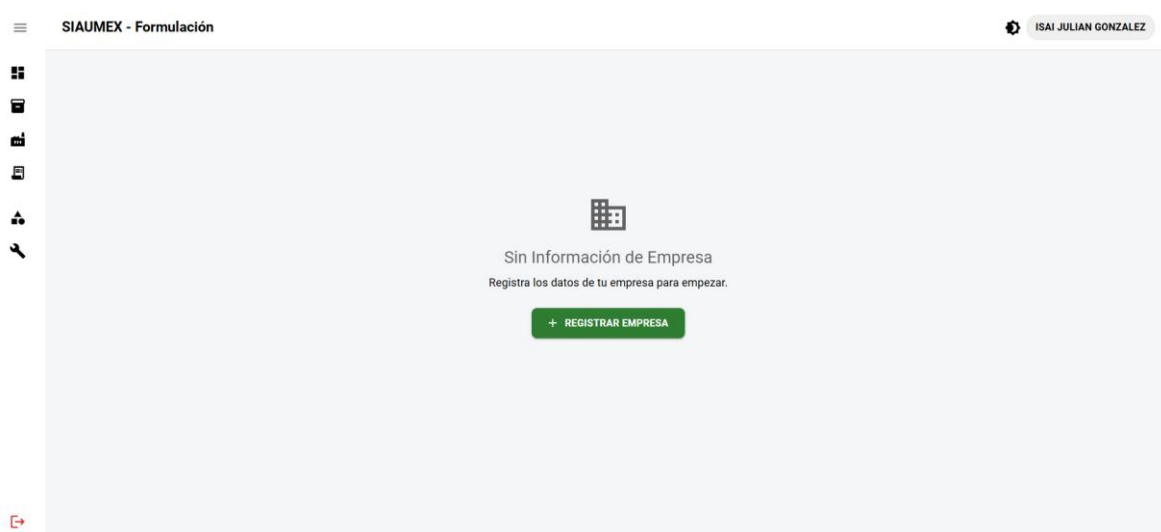 SIAUMEX - Formulación
ISAI JULIAN GONZALEZ
Sin Información de Empresa
Registra los datos de tu empresa para empezar.
+ REGISTRAR EMPRESA